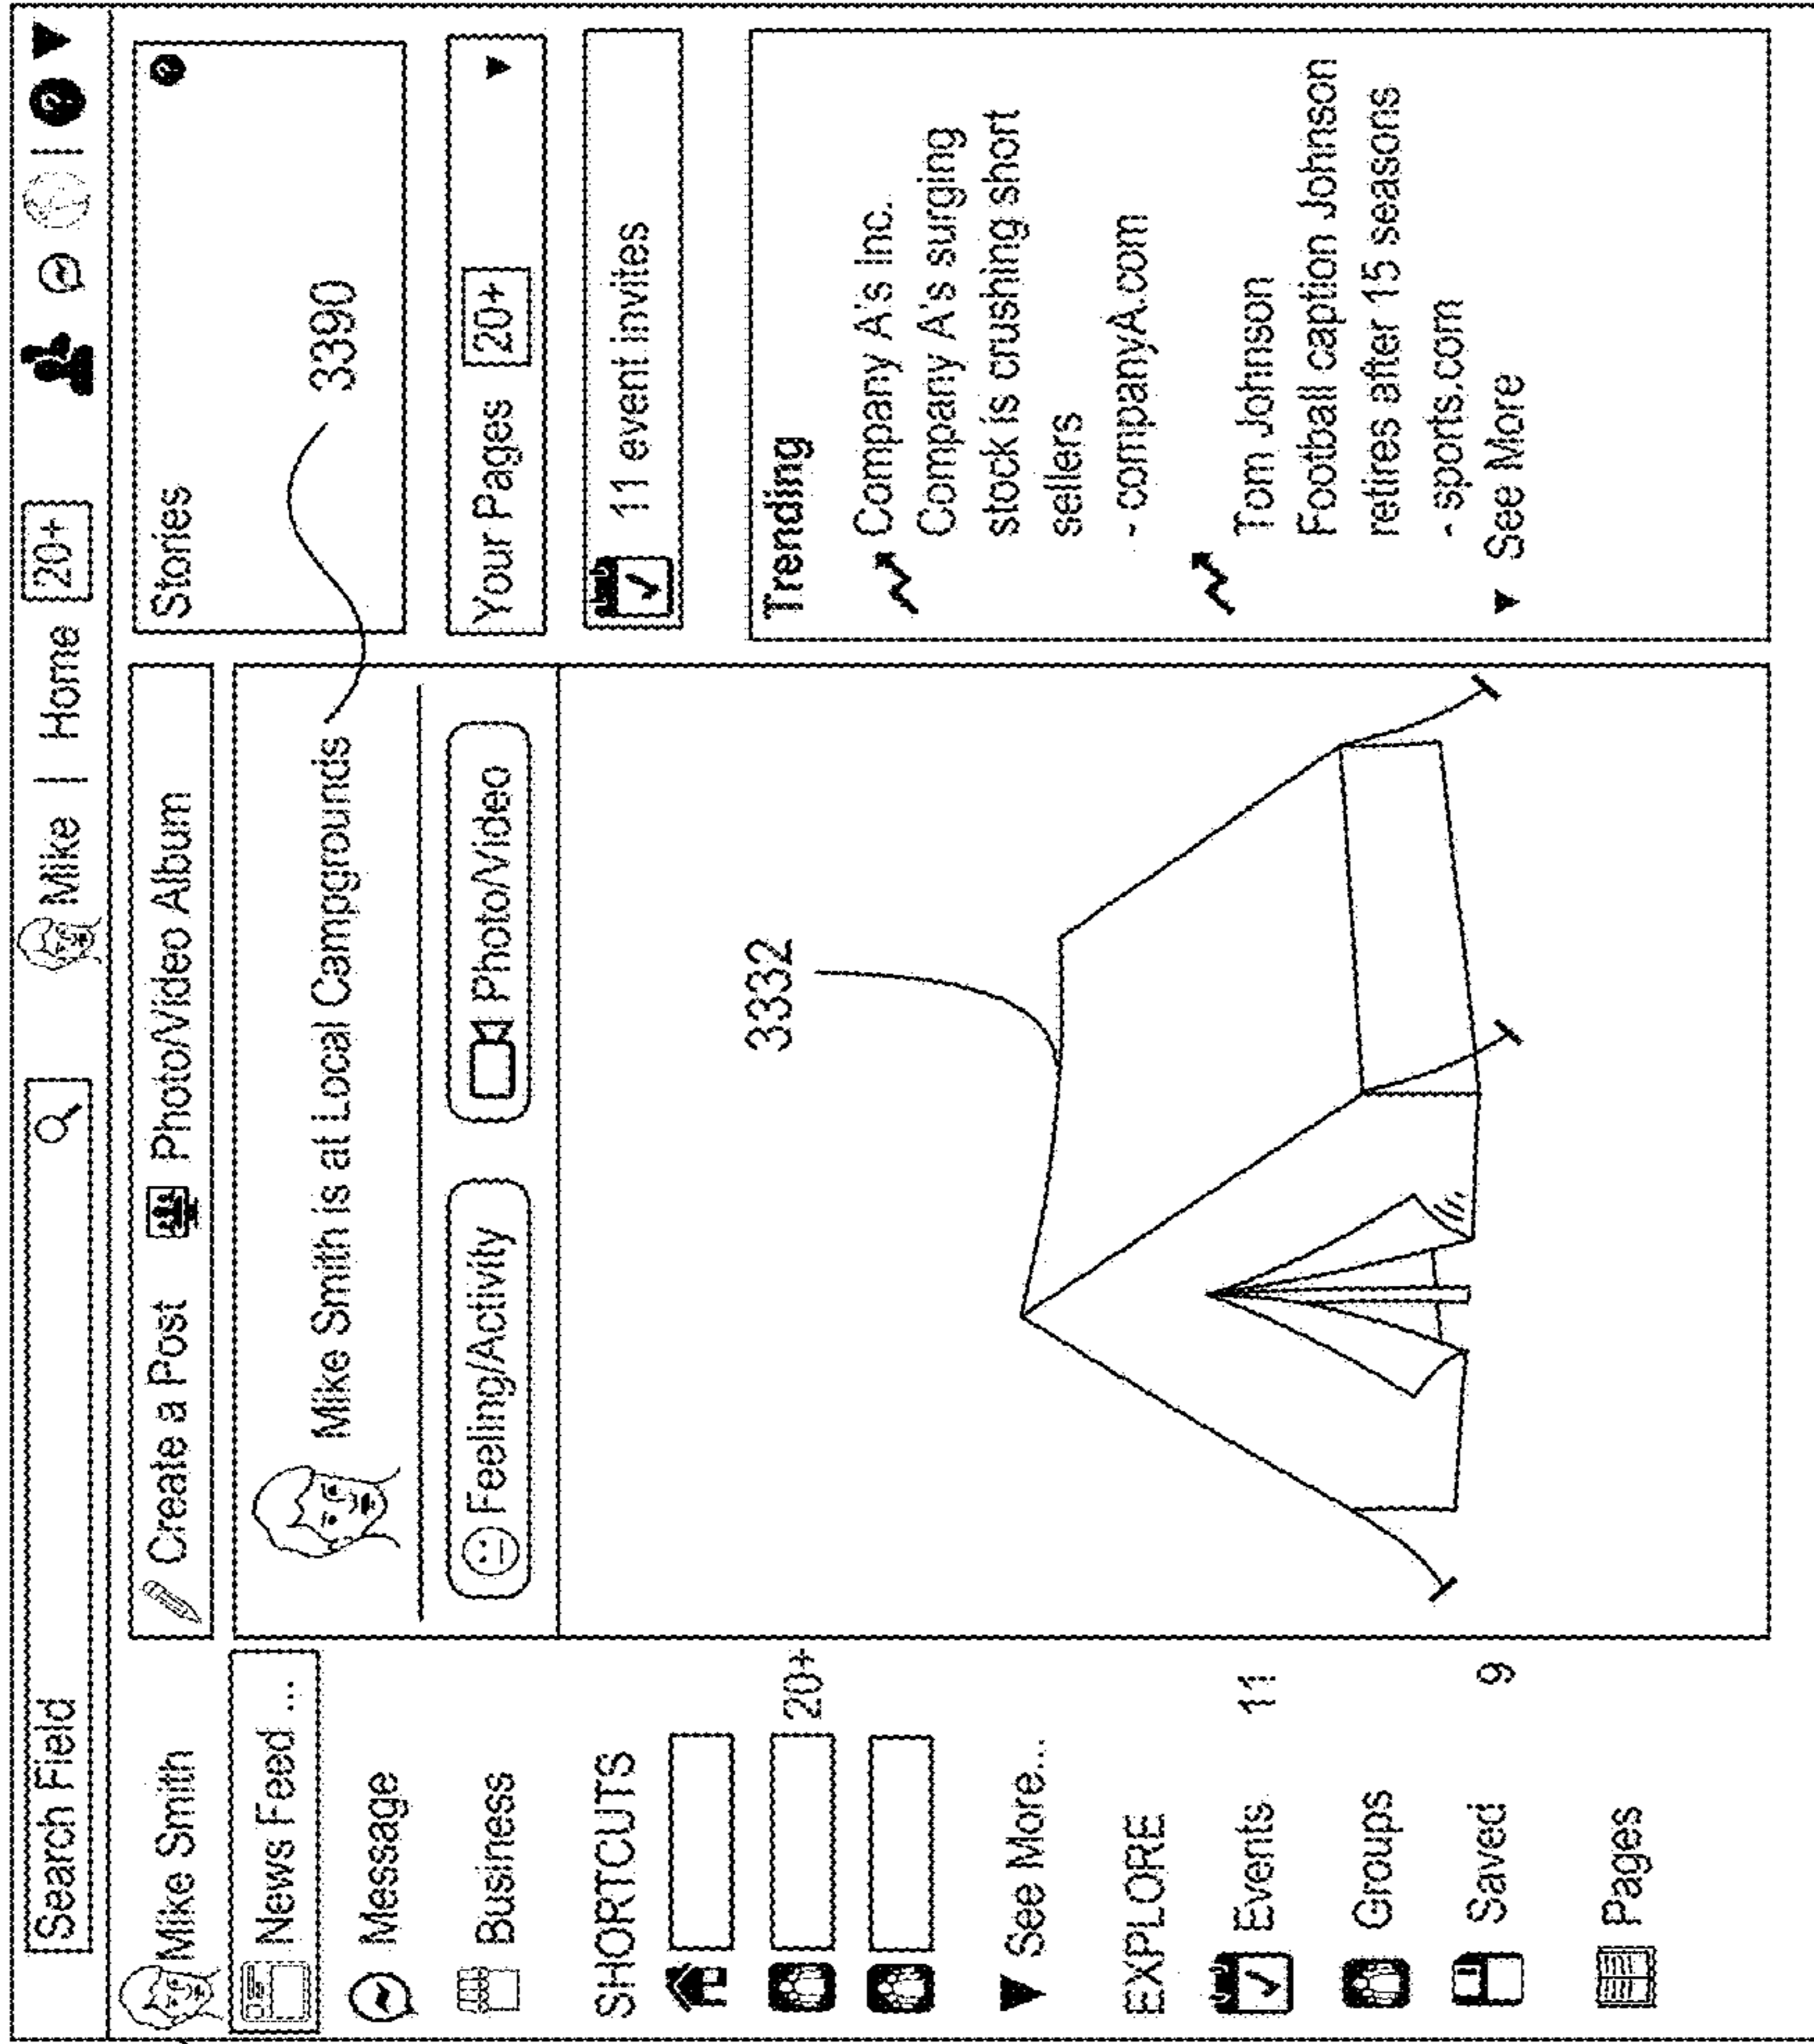 Search Field
Mike | Home 20+
Mike Smith
News Feed ...
Message
Business
SHORTCUTS
20+
See More...
EXPLORE
Events 11
Groups
Saved 9
Pages
Create a Post Photo/Video Album
Mike Smith is at Local Campgrounds
3390
Feeling/Activity Photo/Video
3332
Stories
Your Pages 20+
11 event invites
Trending
Company A's Inc.
Company A's surging
stock is crushing short
sellers
- companyA.com
Tom Johnson
Football caption Johnson
retires after 15 seasons
- sports.com
See More